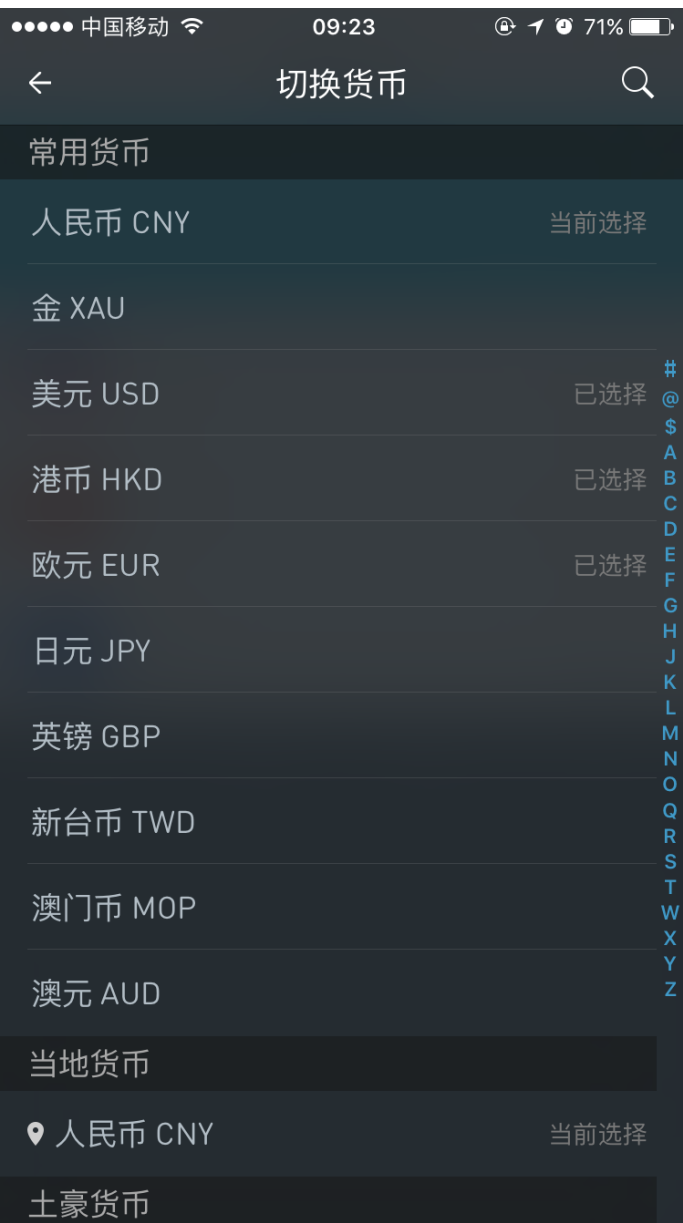 中国移动 09:23 71%
切换货币
常用货币
人民币 CNY 当前选择
金 XAU
美元 USD 已选择
港币 HKD 已选择
欧元 EUR 已选择
日元 JPY
英镑 GBP
新台币 TWD
澳门币 MOP
澳元 AUD
当地货币
人民币 CNY 当前选择
土豪货币
#
@
$
A
B
C
D
E
F
G
H
J
K
L
M
N
O
Q
R
S
T
W
X
Y
Z